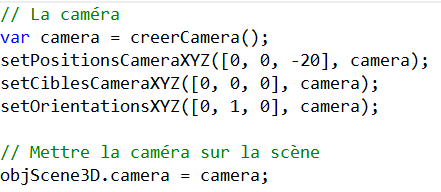 // La caméra
var camera = creerCamera();
setPositionsCameraXYZ([0, 0, -20], camera);
setCiblesCameraXYZ([0, 0, 0], camera);
setOrientationsXYZ([0, 1, 0], camera);
// Mettre la caméra sur la scène
objScene3D.camera = camera;